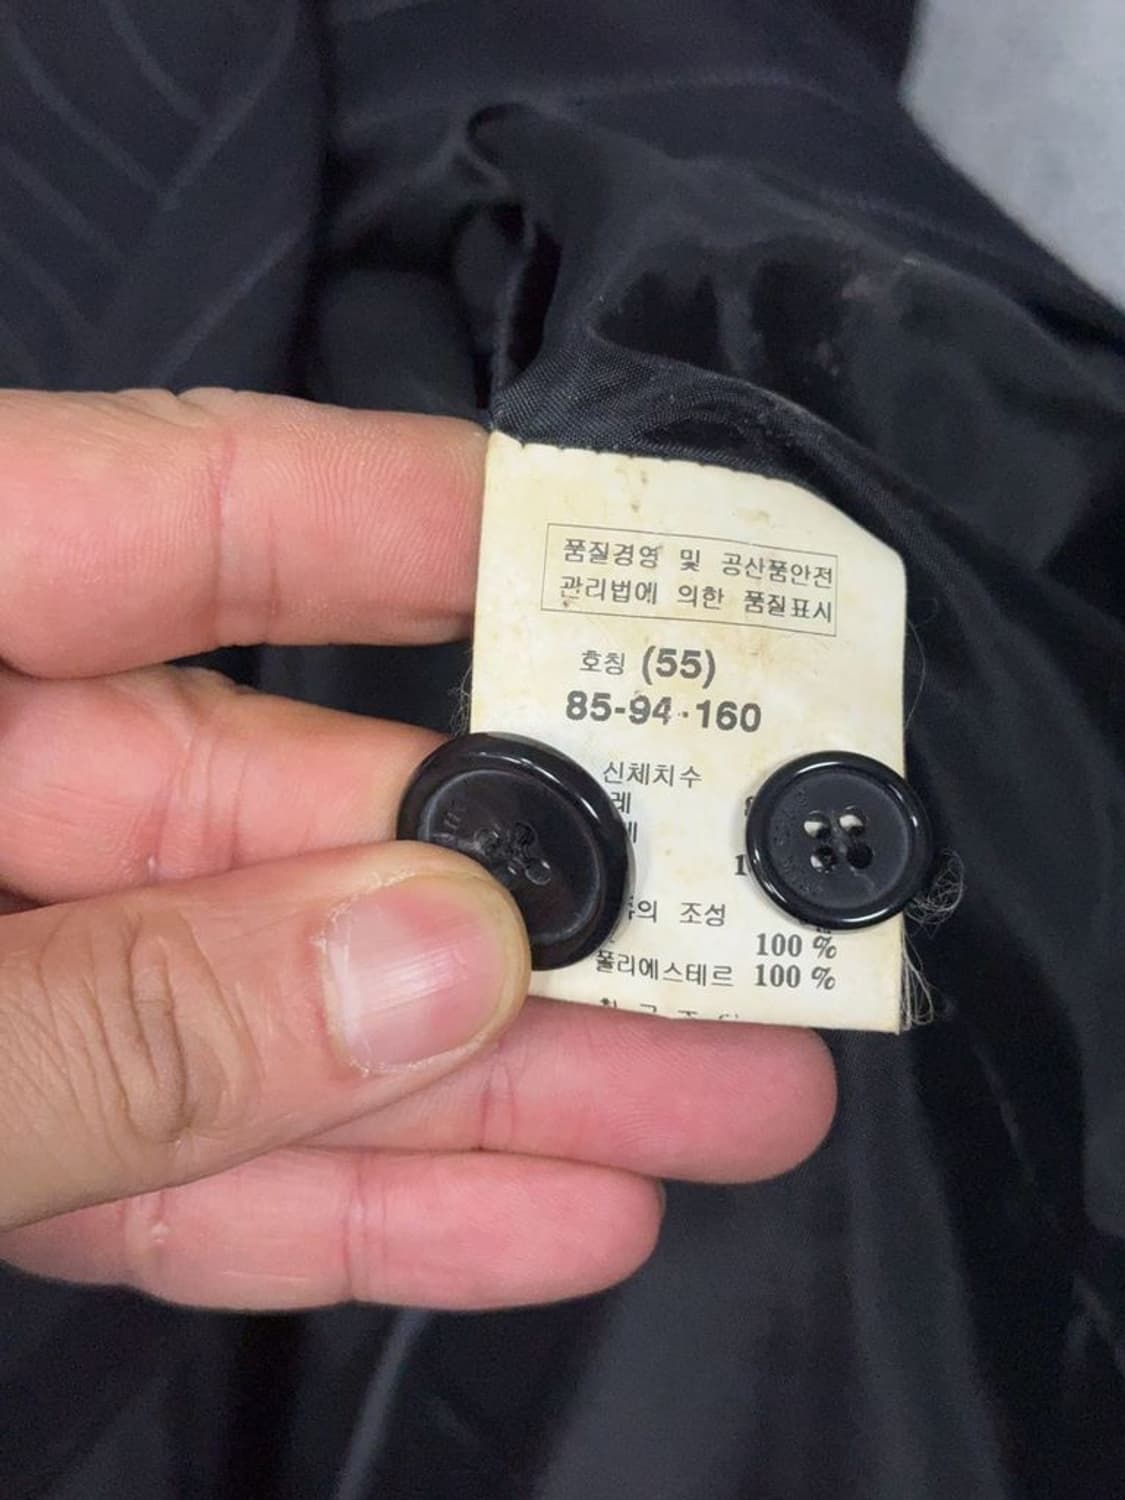 품질경영 및 공산품안전
관리법에 의한 품질표시
호칭 (55)
85-94·160
신체치수
조성
100 %
폴리에스테르 100 %